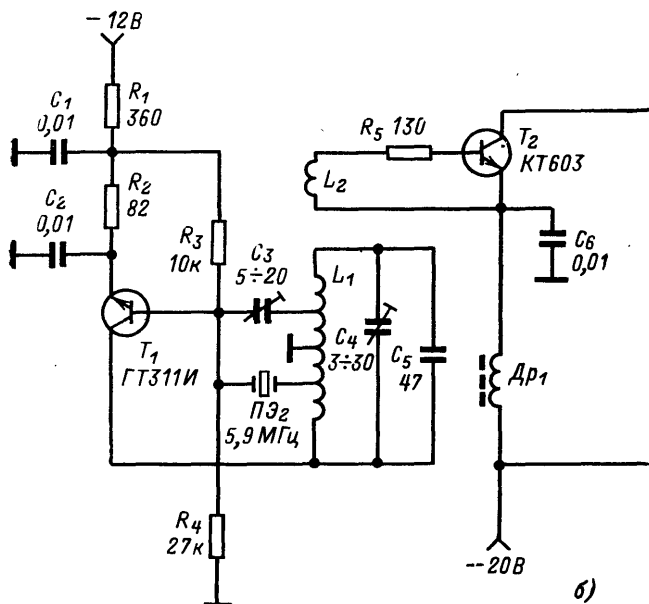 -12В
C1
0,01
R1
360
C2
0,01
R2
82
R3
10к
C3
5÷20
L1
C4
3÷30
C5
47
T1
ГТ311И
ПЭ2
5,9 МГц
R4
27к
R5 130
L2
T2
КТ603
C6
0,01
Др1
--20В
б)